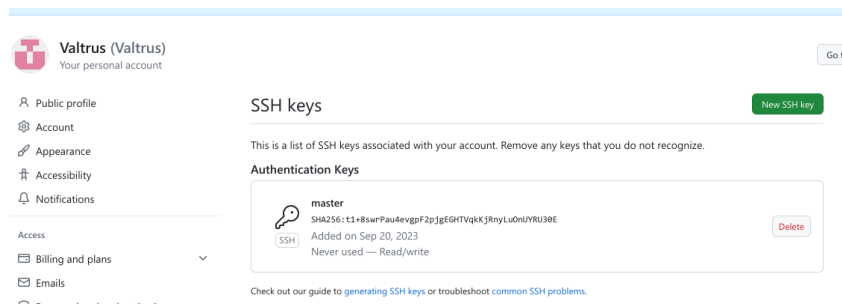 Valtrus (Valtrus)
Your personal account
Go
Public profile
Account
Appearance
Accessibility
Notifications
Access
Billing and plans
Emails
SSH keys
New SSH key
This is a list of SSH keys associated with your account. Remove any keys that you do not recognize.
Authentication Keys
master
SHA256:t1+8swrPau4evgpF2pjgEGHTVqkKjRnyLuOnUYRU30E
SSH
Added on Sep 20, 2023
Never used — Read/write
Delete
Check out our guide to generating SSH keys or troubleshoot common SSH problems.